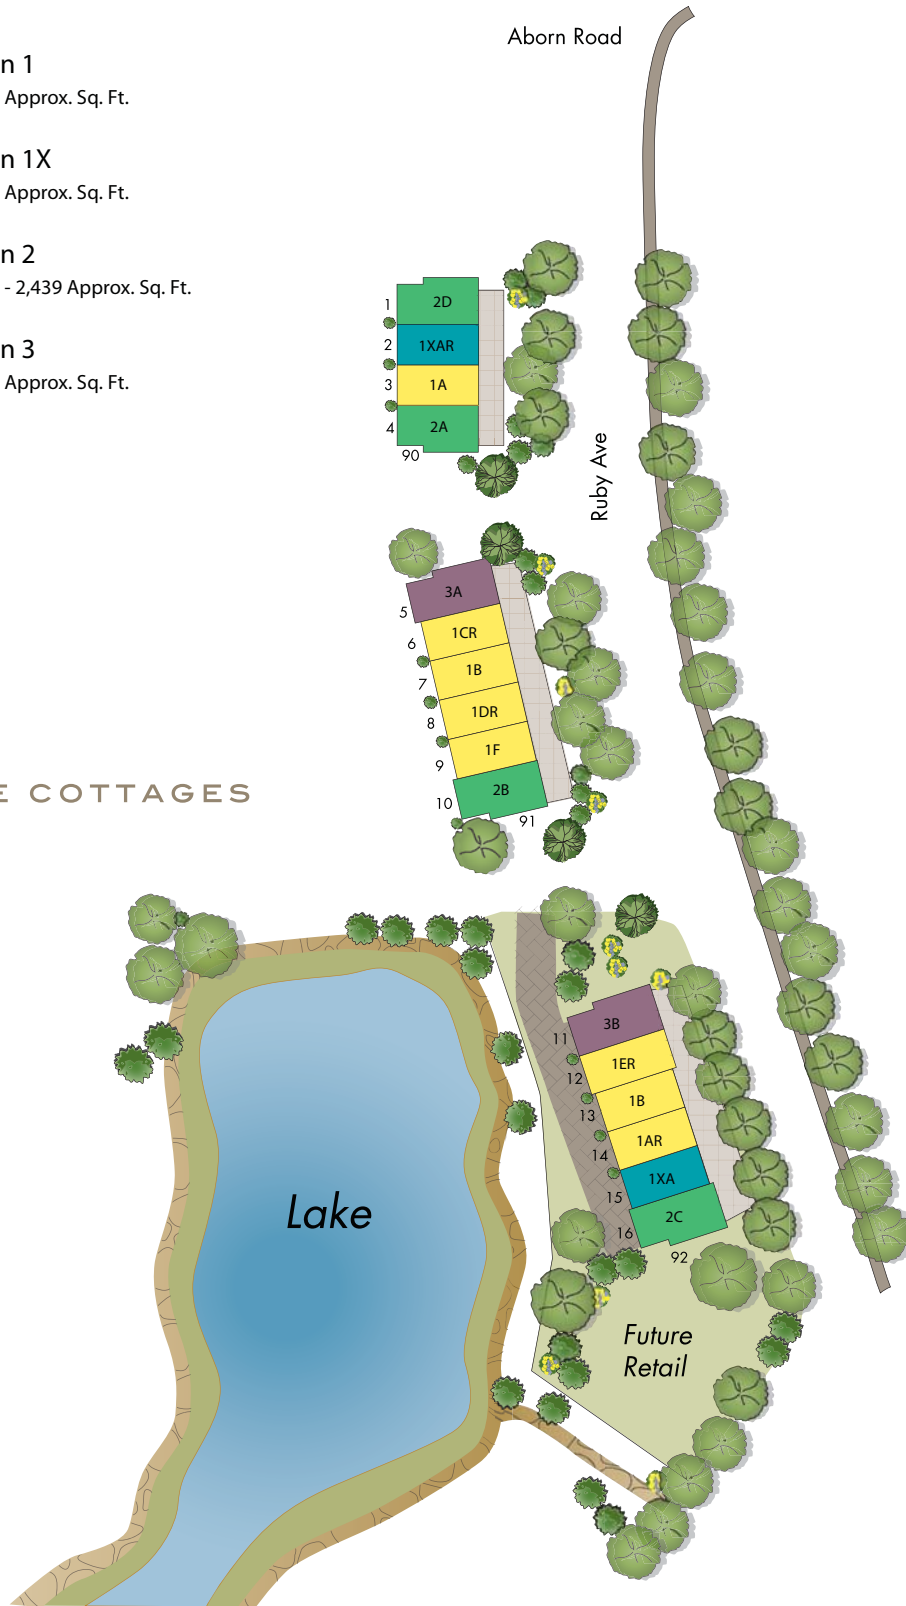 Aborn Road
n 1
Approx. Sq. Ft.
n 1X
Approx. Sq. Ft.
n 2
- 2,439 Approx. Sq. Ft.
n 3
Approx. Sq. Ft.
1 2D
2 1XAR
3 1A
4 2A
90
Ruby Ave
5 3A
6 1CR
7 1B
8 1DR
9 1F
10 2B
91
E COTTAGES
11 3B
12 1ER
13 1B
14 1AR
15 1XA
16 2C
92
Lake
Future
Retail